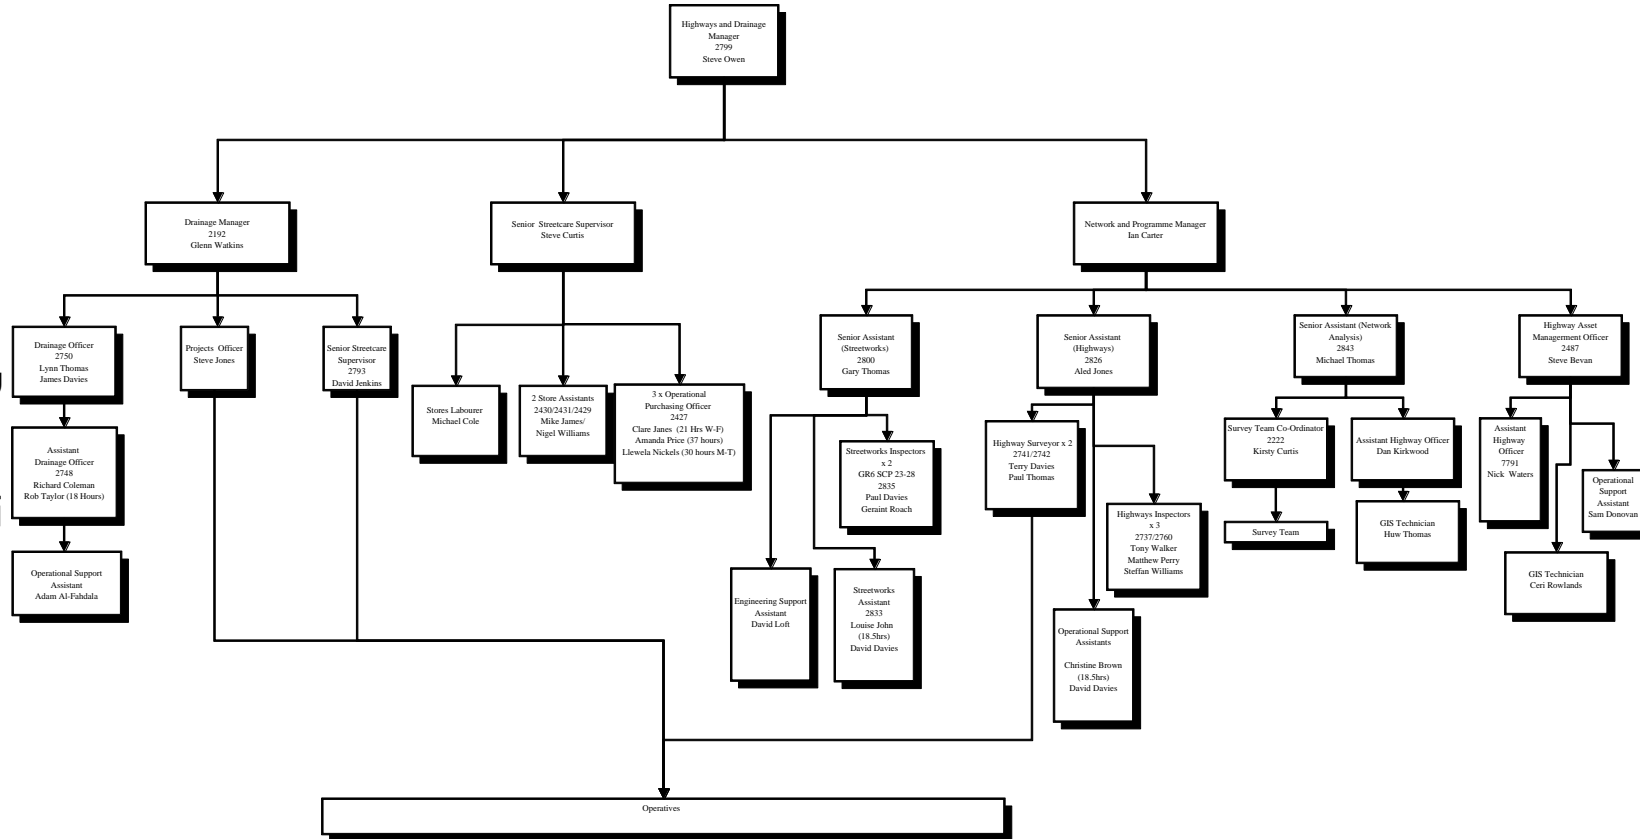 Highways and Drainage
Manager
2799
Steve Owen
Drainage Manager
2192
Glenn Watkins
Senior Streetcare Supervisor
Steve Curtis
Network and Programme Manager
Ian Carter
Drainage Officer
2750
Lynn Thomas
James Davies
Projects Officer
Steve Jones
Senior Streetcare
Supervisor
2793
David Jenkins
Stores Labourer
Michael Cole
2 Store Assistants
2430/2431/2429
Mike James/
Nigel Williams
3 x Operational
Purchasing Officer
2427
Clare Janes (21 Hrs W-F)
Amanda Price (37 hours)
Llewela Nickels (30 hours M-T)
Senior Assistant
(Streetworks)
2800
Gary Thomas
Senior Assistant
(Highways)
2826
Aled Jones
Senior Assistant (Network
Analysis)
2843
Michael Thomas
Highway Asset
Management Officer
2487
Steve Bevan
Assistant
Drainage Officer
2748
Richard Coleman
Rob Taylor (18 Hours)
Operational Support
Assistant
Adam Al-Fahdala
Streetworks Inspectors
x 2
GR6 SCP 23-28
2835
Paul Davies
Geraint Roach
Engineering Support
Assistant
David Loft
Streetworks
Assistant
2833
Louise John
(18.5hrs)
David Davies
Highway Surveyor x 2
2741/2742
Terry Davies
Paul Thomas
Highways Inspectors
x 3
2737/2760
Tony Walker
Matthew Perry
Steffan Williams
Operational Support
Assistants
Christine Brown
(18.5hrs)
David Davies
Survey Team Co-Ordinator
2222
Kirsty Curtis
Survey Team
Assistant Highway Officer
Dan Kirkwood
GIS Technician
Huw Thomas
Assistant
Highway
Officer
7791
Nick Waters
Operational
Support
Assistant
Sam Donovan
GIS Technician
Ceri Rowlands
Operatives